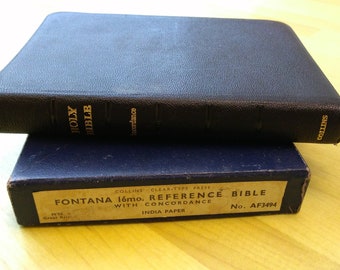 HOLY
BIBLE
Concordance
COLLINS
COLLINS CLEAR-TYPE PRESS
FONTANA 16mo. REFERENCE BIBLE
WITH CONCORDANCE
INDIA PAPER
No. AF3494